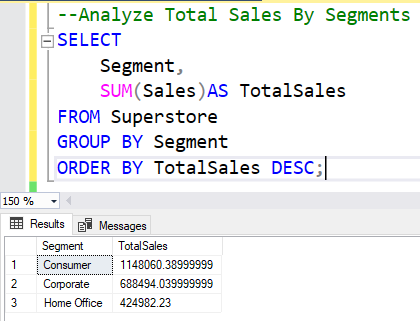 --Analyze Total Sales By Segments
SELECT
Segment,
SUM(Sales)AS TotalSales
FROM Superstore
GROUP BY Segment
ORDER BY TotalSales DESC;
150 %
Results Messages
Segment TotalSales
1 Consumer 1148060.38999999
2 Corporate 688494.039999999
3 Home Office 424982.23